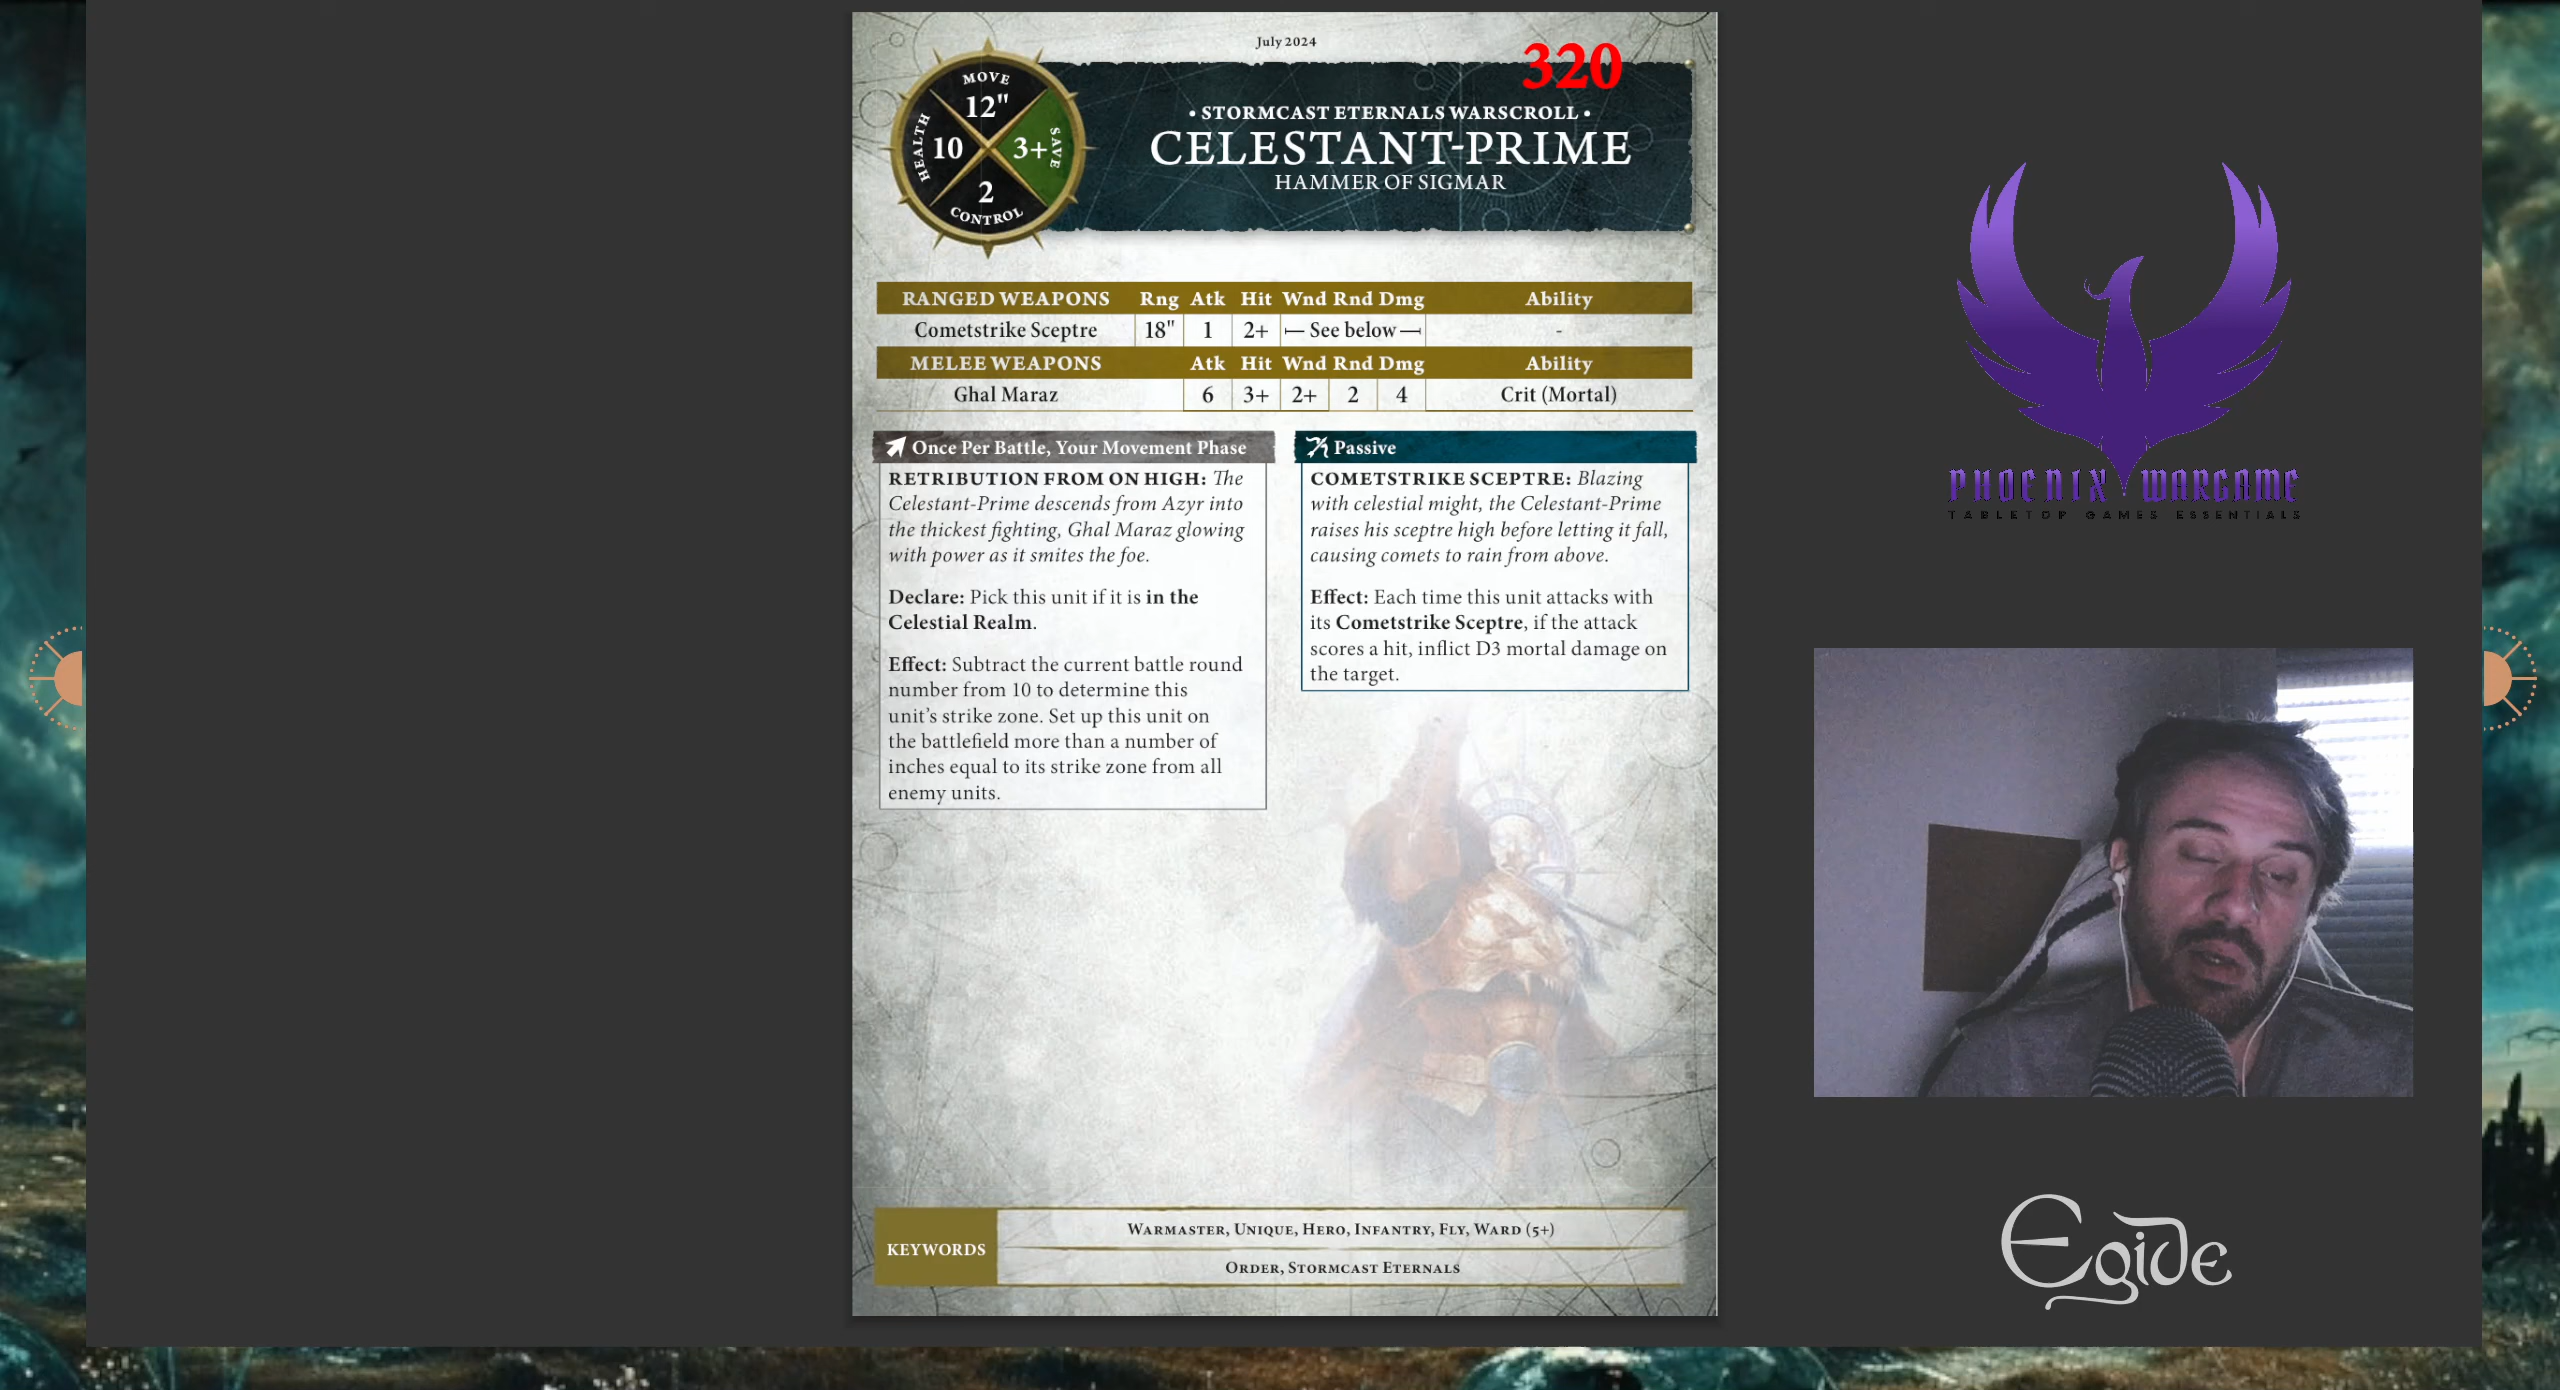 July 2024
320
• STORMCAST ETERNALS WARSCROLL •
CELESTANT-PRIME
HAMMER OF SIGMAR
MOVE
12"
HEALTH
10
3+
SAVE
2
CONTROL
RANGED WEAPONS Rng Atk Hit Wnd Rnd Dmg Ability
Cometstrike Sceptre 18" 1 2+ See below -
MELEE WEAPONS Atk Hit Wnd Rnd Dmg Ability
Ghal Maraz 6 3+ 2+ 2 4 Crit (Mortal)
Once Per Battle, Your Movement Phase
RETRIBUTION FROM ON HIGH: The
Celestant-Prime descends from Azyr into
the thickest fighting, Ghal Maraz glowing
with power as it smites the foe.
Declare: Pick this unit if it is in the
Celestial Realm.
Effect: Subtract the current battle round
number from 10 to determine this
unit's strike zone. Set up this unit on
the battlefield more than a number of
inches equal to its strike zone from all
enemy units.
Passive
COMETSTRIKE SCEPTRE: Blazing
with celestial might, the Celestant-Prime
raises his sceptre high before letting it fall,
causing comets to rain from above.
Effect: Each time this unit attacks with
its Cometstrike Sceptre, if the attack
scores a hit, inflict D3 mortal damage on
the target.
KEYWORDS
WARMASTER, UNIQUE, HERO, INFANTRY, FLY, WARD (5+)
ORDER, STORMCAST ETERNALS
PHOENIX WARGAME
TABLETOP GAMES ESSENTIALS
Egide